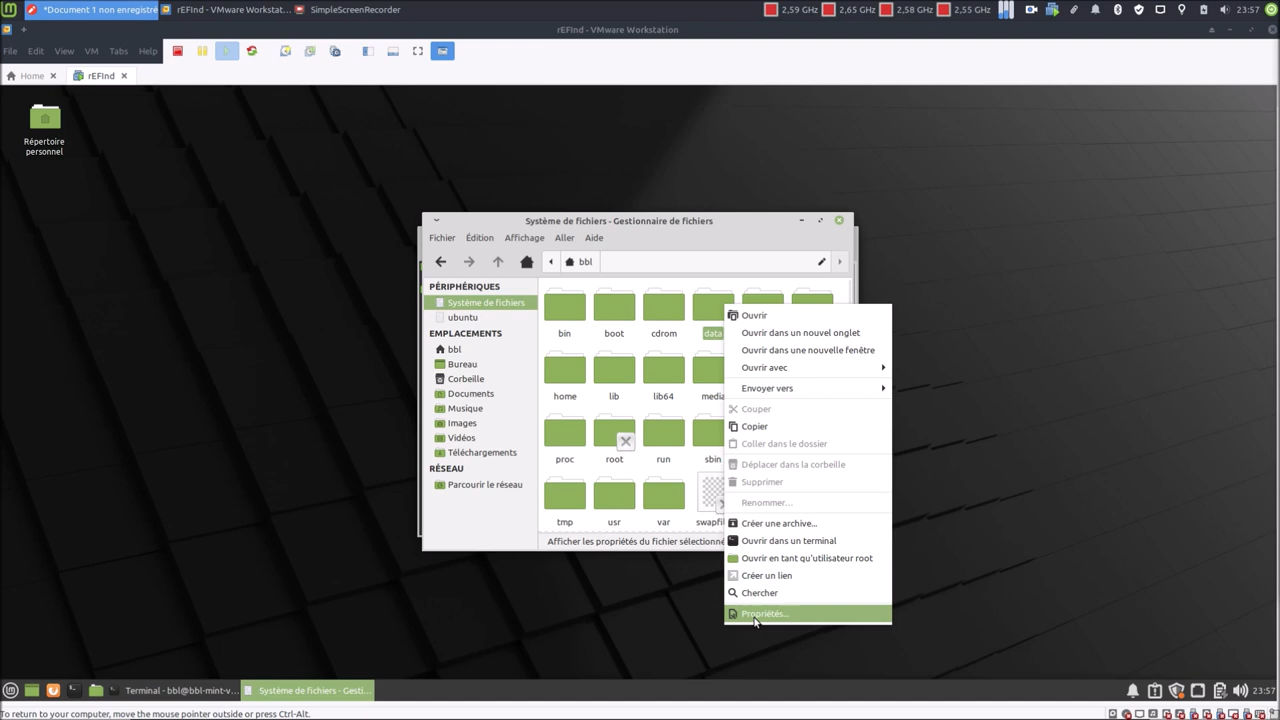 *Document 1 non enregistré
rEFInd - VMware Workstat...
SimpleScreenRecorder
2,59 GHz
2,65 GHz
2,58 GHz
2,55 GHz
23:57
rEFInd - VMware Workstation
File Edit View VM Tabs Help
Home
rEFInd
Répertoire
personnel
Système de fichiers - Gestionnaire de fichiers
Fichier Édition Affichage Aller Aide
bbl
PÉRIPHÉRIQUES
Système de fichiers
ubuntu
EMPLACEMENTS
bbl
Bureau
Corbeille
Documents
Musique
Images
Vidéos
Téléchargements
RÉSEAU
Parcourir le réseau
bin boot cdrom data
home lib lib64 media
proc root run sbin
tmp usr var swapfil
Afficher les propriétés du fichier sélectionné
Ouvrir
Ouvrir dans un nouvel onglet
Ouvrir dans une nouvelle fenêtre
Ouvrir avec
Envoyer vers
Couper
Copier
Coller dans le dossier
Déplacer dans la corbeille
Supprimer
Renommer...
Créer une archive...
Ouvrir dans un terminal
Ouvrir en tant qu'utilisateur root
Créer un lien
Chercher
Propriétés...
Terminal - bbl@bbl-mint-v...
Système de fichiers - Gesti...
23:57
To return to your computer, move the mouse pointer outside or press Ctrl-Alt.